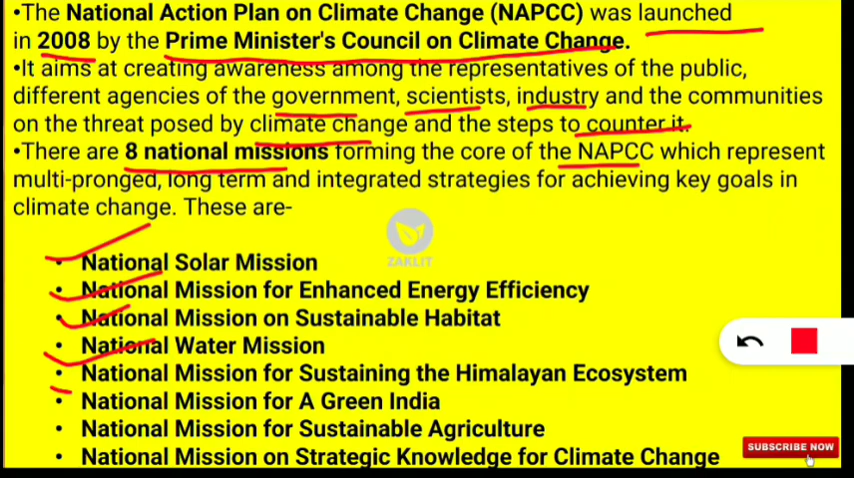 •The National Action Plan on Climate Change (NAPCC) was launched
in 2008 by the Prime Minister's Council on Climate Change.
•It aims at creating awareness among the representatives of the public,
different agencies of the government, scientists, industry and the communities
on the threat posed by climate change and the steps to counter it.
•There are 8 national missions forming the core of the NAPCC which represent
multi-pronged, long term and integrated strategies for achieving key goals in
climate change. These are-
ZAKLIT
• National Solar Mission
• National Mission for Enhanced Energy Efficiency
• National Mission on Sustainable Habitat
• National Water Mission
• National Mission for Sustaining the Himalayan Ecosystem
• National Mission for A Green India
• National Mission for Sustainable Agriculture
• National Mission on Strategic Knowledge for Climate Change
SUBSCRIBE NOW